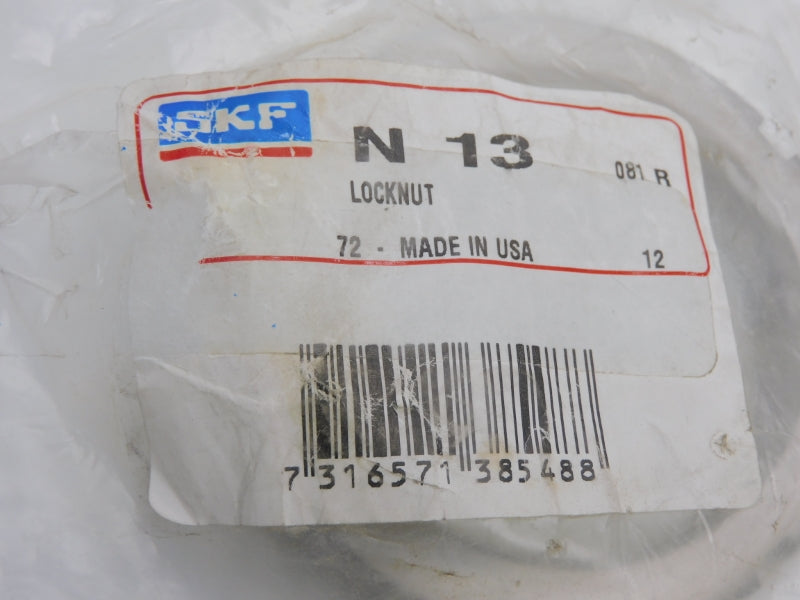 SKF
N 13
081 R
LOCKNUT
72 - MADE IN USA
12
7 316571 385488